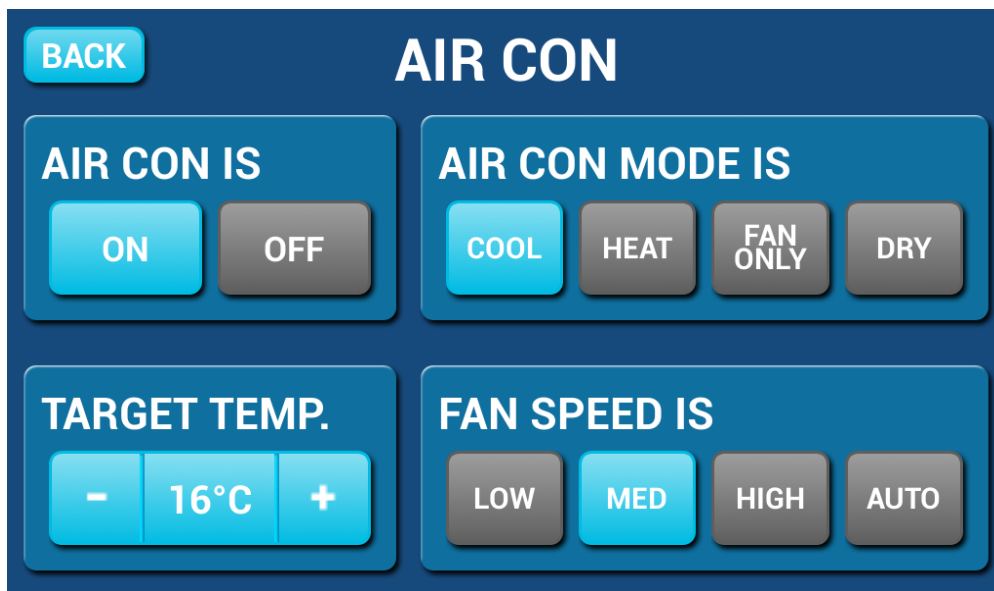 BACK
AIR CON
AIR CON IS
ON
OFF
AIR CON MODE IS
COOL
HEAT
FAN
ONLY
DRY
TARGET TEMP.
-
16°C
+
FAN SPEED IS
LOW
MED
HIGH
AUTO